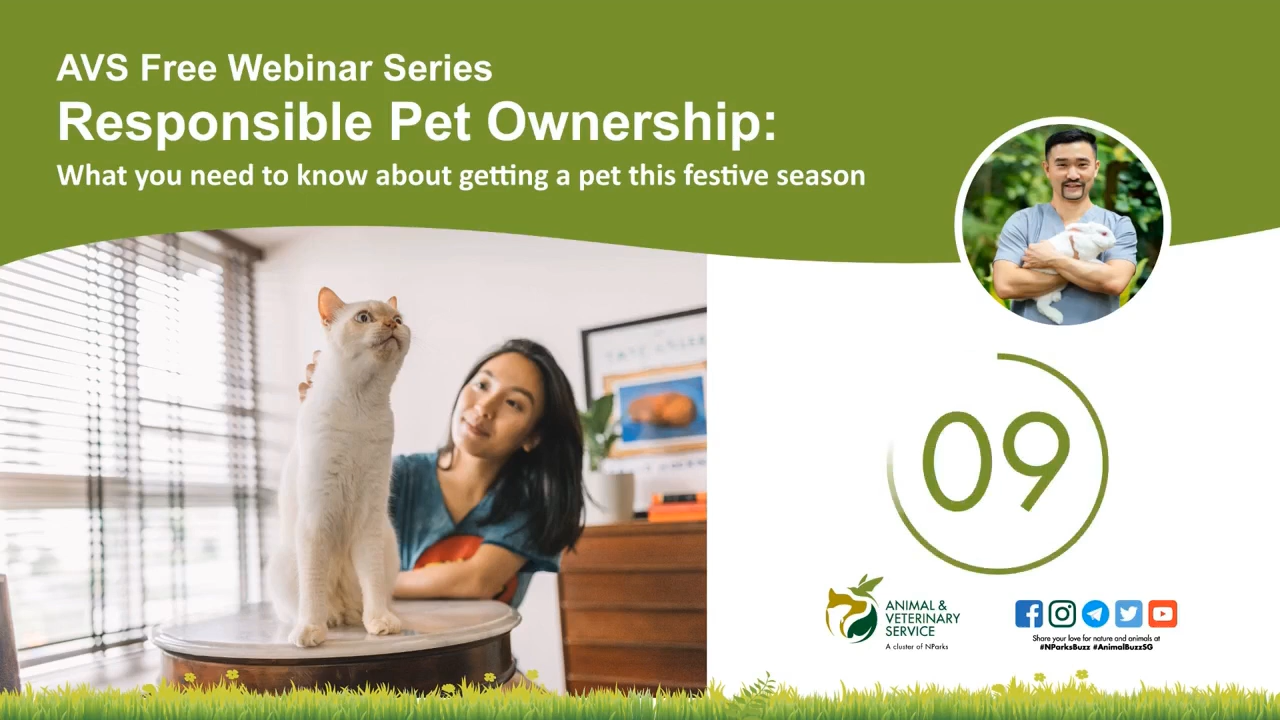 AVS Free Webinar Series
Responsible Pet Ownership:
What you need to know about getting a pet this festive season
09
ANIMAL &
VETERINARY
SERVICE
A cluster of NParks
Share your love for nature and animals at
#NParksBuzz #AnimalBuzzSG